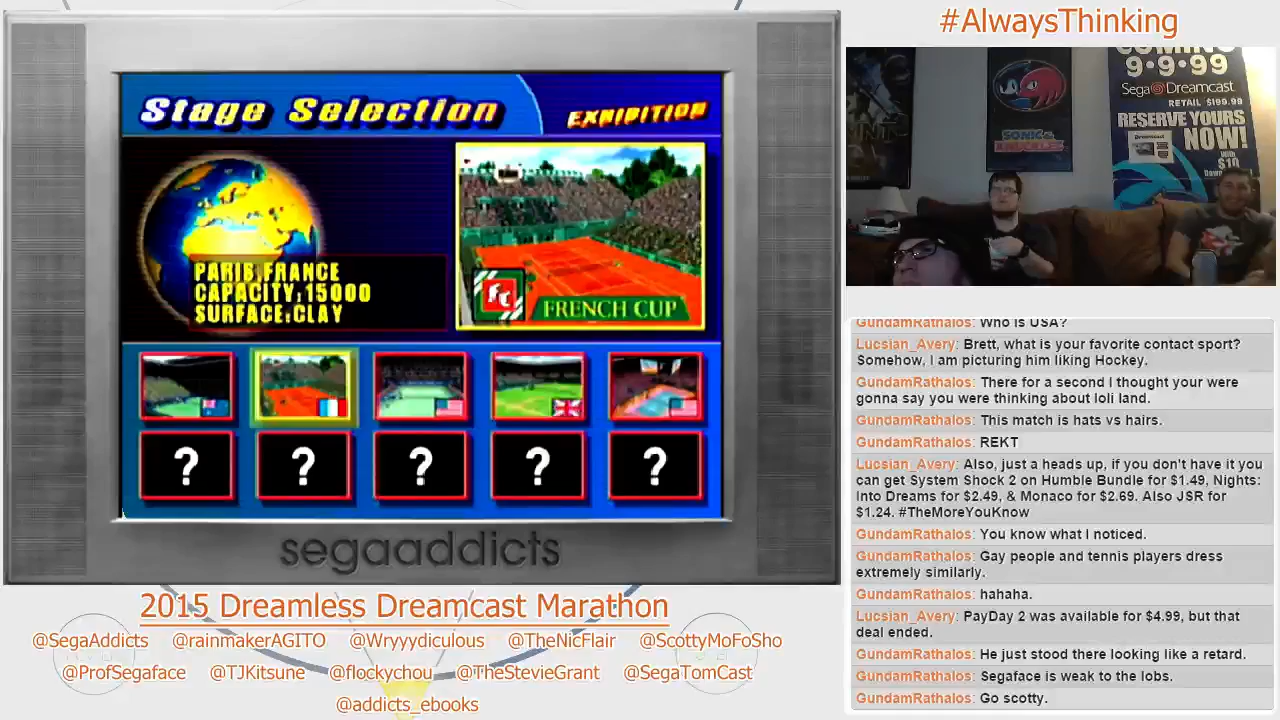 #AlwaysThinking
Stage Selection
EXHIBITION
PARIS FRANCE
CAPACITY:15000
SURFACE:CLAY
FC
FRENCH CUP
?
?
?
?
?
segaaddicts
2015 Dreamless Dreamcast Marathon
@SegaAddicts @rainmakerAGITO @Wryyydiculous @TheNicFlair @ScottyMoFoSho
@ProfSegaface @TJKitsune @flockychou @TheStevieGrant @SegaTomCast
@addicts_ebooks
COMING
9·9·99
Sega Dreamcast
RETAIL $199.99
RESERVE YOURS
NOW!
SONIC &
KNUCKLES
GundamRathalos: Who is USA?
Lucsian_Avery: Brett, what is your favorite contact sport?
Somehow, I am picturing him liking Hockey.
GundamRathalos: There for a second I thought your were
gonna say you were thinking about loli land.
GundamRathalos: This match is hats vs hairs.
GundamRathalos: REKT
Lucsian_Avery: Also, just a heads up, if you don't have it you
can get System Shock 2 on Humble Bundle for $1.49, Nights:
Into Dreams for $2.49, & Monaco for $2.69. Also JSR for
$1.24. #TheMoreYouKnow
GundamRathalos: You know what I noticed.
GundamRathalos: Gay people and tennis players dress
extremely similarly.
GundamRathalos: hahaha.
Lucsian_Avery: PayDay 2 was available for $4.99, but that
deal ended.
GundamRathalos: He just stood there looking like a retard.
GundamRathalos: Segaface is weak to the lobs.
GundamRathalos: Go scotty.